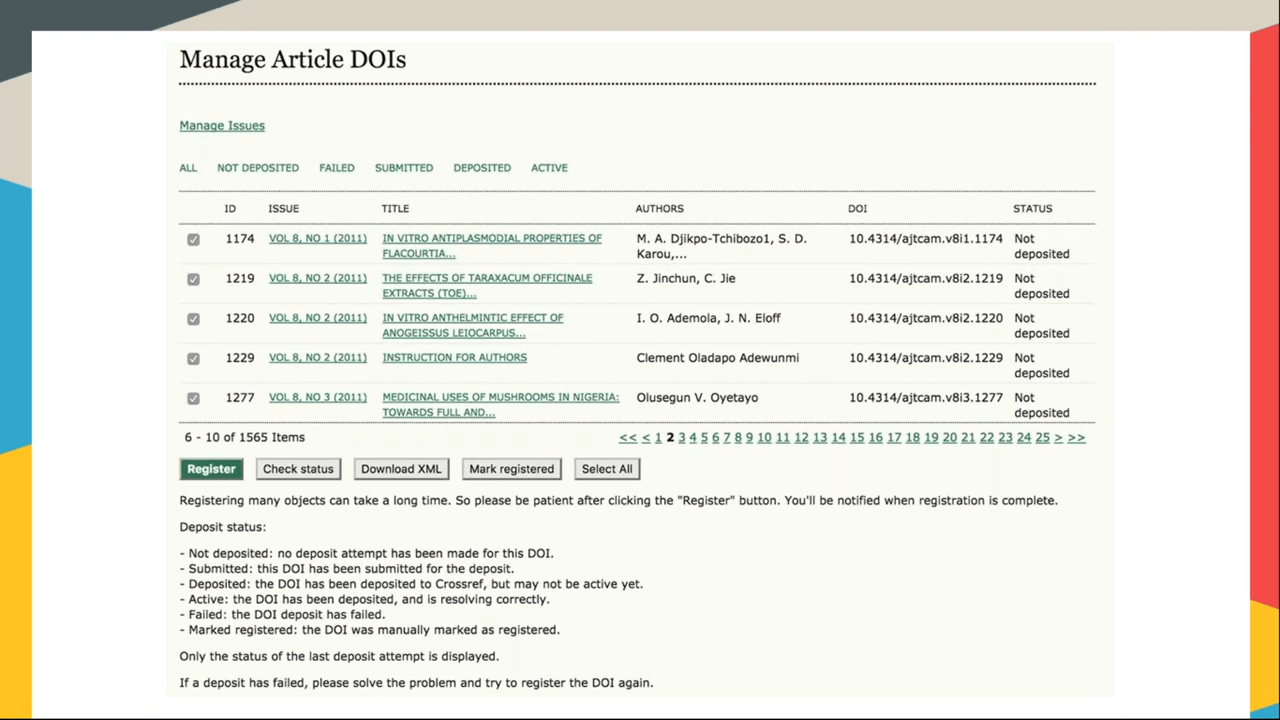 Manage Article DOIs
Manage Issues
ALL NOT DEPOSITED FAILED SUBMITTED DEPOSITED ACTIVE
ID ISSUE TITLE AUTHORS DOI STATUS
1174 VOL 8, NO 1 (2011) IN VITRO ANTIPLASMODIAL PROPERTIES OF M. A. Djikpo-Tchibozo1, S. D. 10.4314/ajtcam.v8i1.1174 Not
FLACOURTIA... Karou,... deposited
1219 VOL 8, NO 2 (2011) THE EFFECTS OF TARAXACUM OFFICINALE Z. Jinchun, C. Jie 10.4314/ajtcam.v8i2.1219 Not
EXTRACTS (TOE)... deposited
1220 VOL 8, NO 2 (2011) IN VITRO ANTHELMINTIC EFFECT OF I. O. Ademola, J. N. Eloff 10.4314/ajtcam.v8i2.1220 Not
ANOGEISSUS LEIOCARPUS... deposited
1229 VOL 8, NO 2 (2011) INSTRUCTION FOR AUTHORS Clement Oladapo Adewunmi 10.4314/ajtcam.v8i2.1229 Not
deposited
1277 VOL 8, NO 3 (2011) MEDICINAL USES OF MUSHROOMS IN NIGERIA: Olusegun V. Oyetayo 10.4314/ajtcam.v8i3.1277 Not
TOWARDS FULL AND... deposited
6 - 10 of 1565 Items << < 1 2 3 4 5 6 7 8 9 10 11 12 13 14 15 16 17 18 19 20 21 22 23 24 25 > >>
Register Check status Download XML Mark registered Select All
Registering many objects can take a long time. So please be patient after clicking the "Register" button. You'll be notified when registration is complete.
Deposit status:
- Not deposited: no deposit attempt has been made for this DOI.
- Submitted: this DOI has been submitted for the deposit.
- Deposited: the DOI has been deposited to Crossref, but may not be active yet.
- Active: the DOI has been deposited, and is resolving correctly.
- Failed: the DOI deposit has failed.
- Marked registered: the DOI was manually marked as registered.
Only the status of the last deposit attempt is displayed.
If a deposit has failed, please solve the problem and try to register the DOI again.